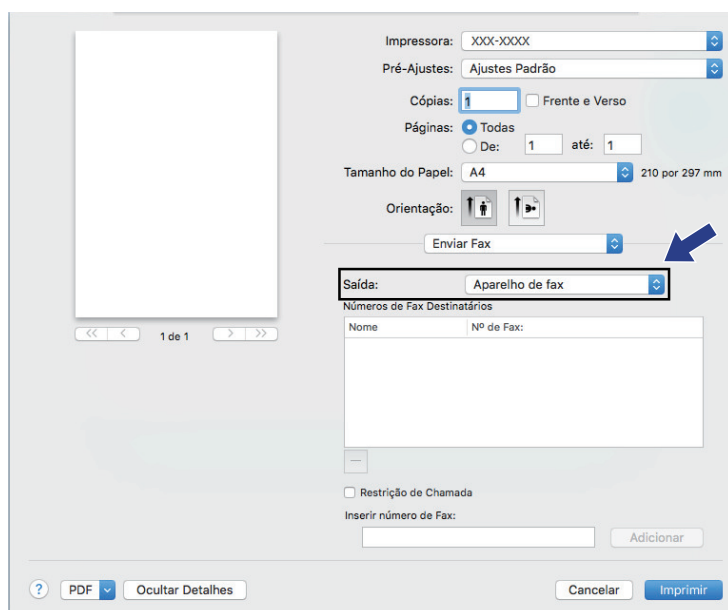 Impressora: XXX-XXXX
Pré-Ajustes: Ajustes Padrão
Cópias: 1 Frente e Verso
Páginas: Todas
De: 1 até: 1
Tamanho do Papel: A4 210 por 297 mm
Orientação:
Enviar Fax
Saída: Aparelho de fax
Números de Fax Destinatários
Nome Nº de Fax:
<< < 1 de 1 > >>
—
Restrição de Chamada
Inserir número de Fax:
Adicionar
? PDF Ocultar Detalhes Cancelar Imprimir